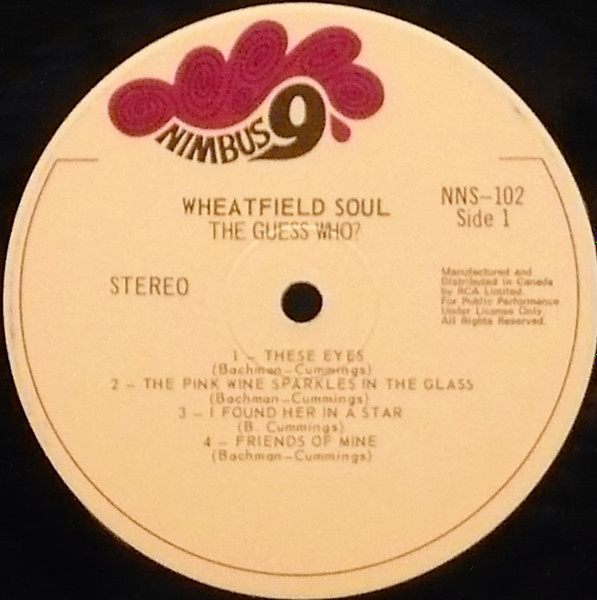 NIMBUS 9
WHEATFIELD SOUL
THE GUESS WHO?
NNS-102
Side 1
STEREO
Manufactured and
Distributed in Canada
by RCA Limited.
For Public Performance
Under License Only.
All Rights Reserved.
1 - THESE EYES
(Bachman-Cummings)
2 - THE PINK WINE SPARKLES IN THE GLASS
(Bachman-Cummings)
3 - I FOUND HER IN A STAR
(B. Cummings)
4 - FRIENDS OF MINE
(Bachman-Cummings)